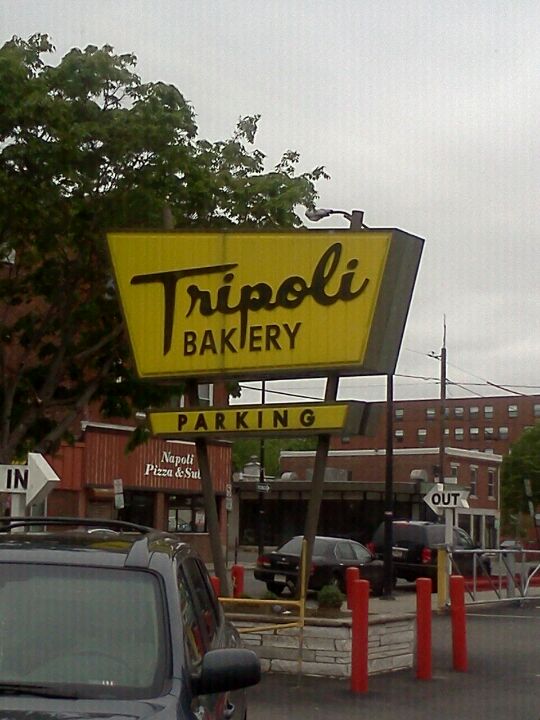 Tripoli
BAKERY
PARKING
Napoli
Pizza & Sub
IN
OUT